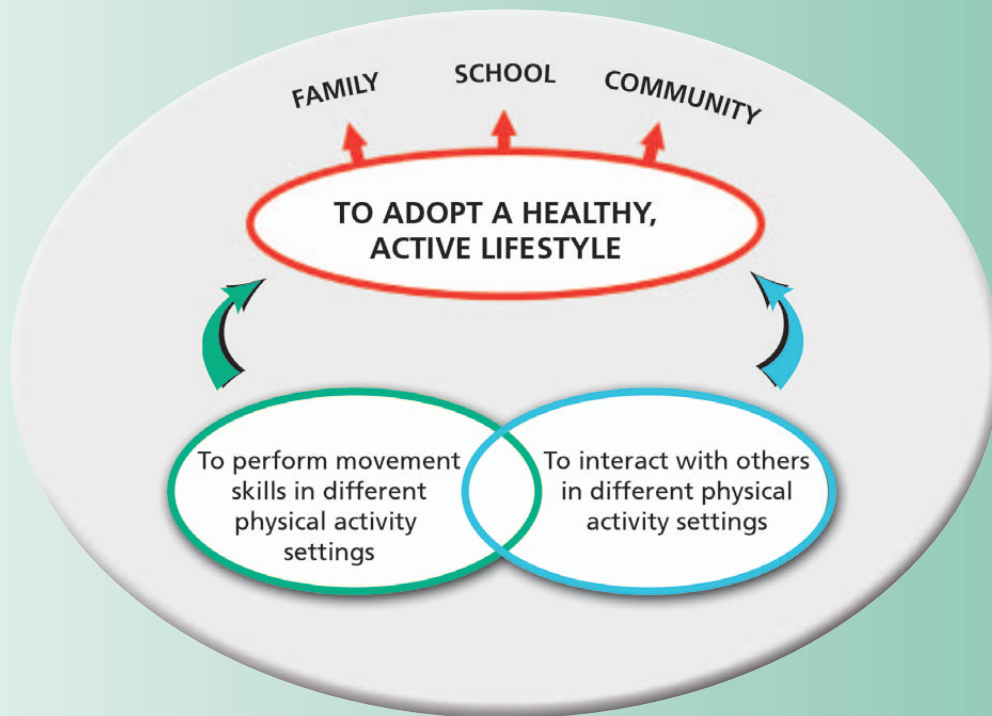 FAMILY
SCHOOL
COMMUNITY
TO ADOPT A HEALTHY,
ACTIVE LIFESTYLE
To perform movement
skills in different
physical activity
settings
To interact with others
in different physical
activity settings